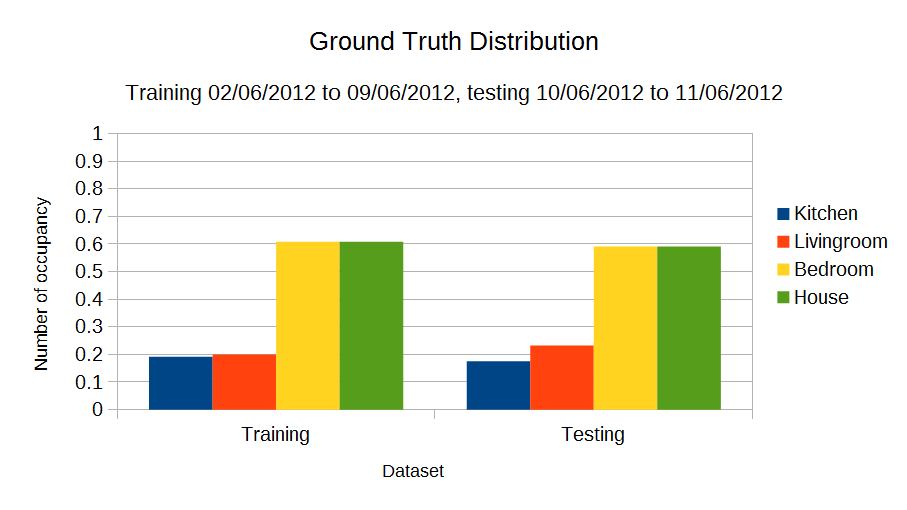 Ground Truth Distribution
Training 02/06/2012 to 09/06/2012, testing 10/06/2012 to 11/06/2012
Number of occupancy
1
0.9
0.8
0.7
0.6
0.5
0.4
0.3
0.2
0.1
0
Training
Testing
Dataset
Kitchen
Livingroom
Bedroom
House